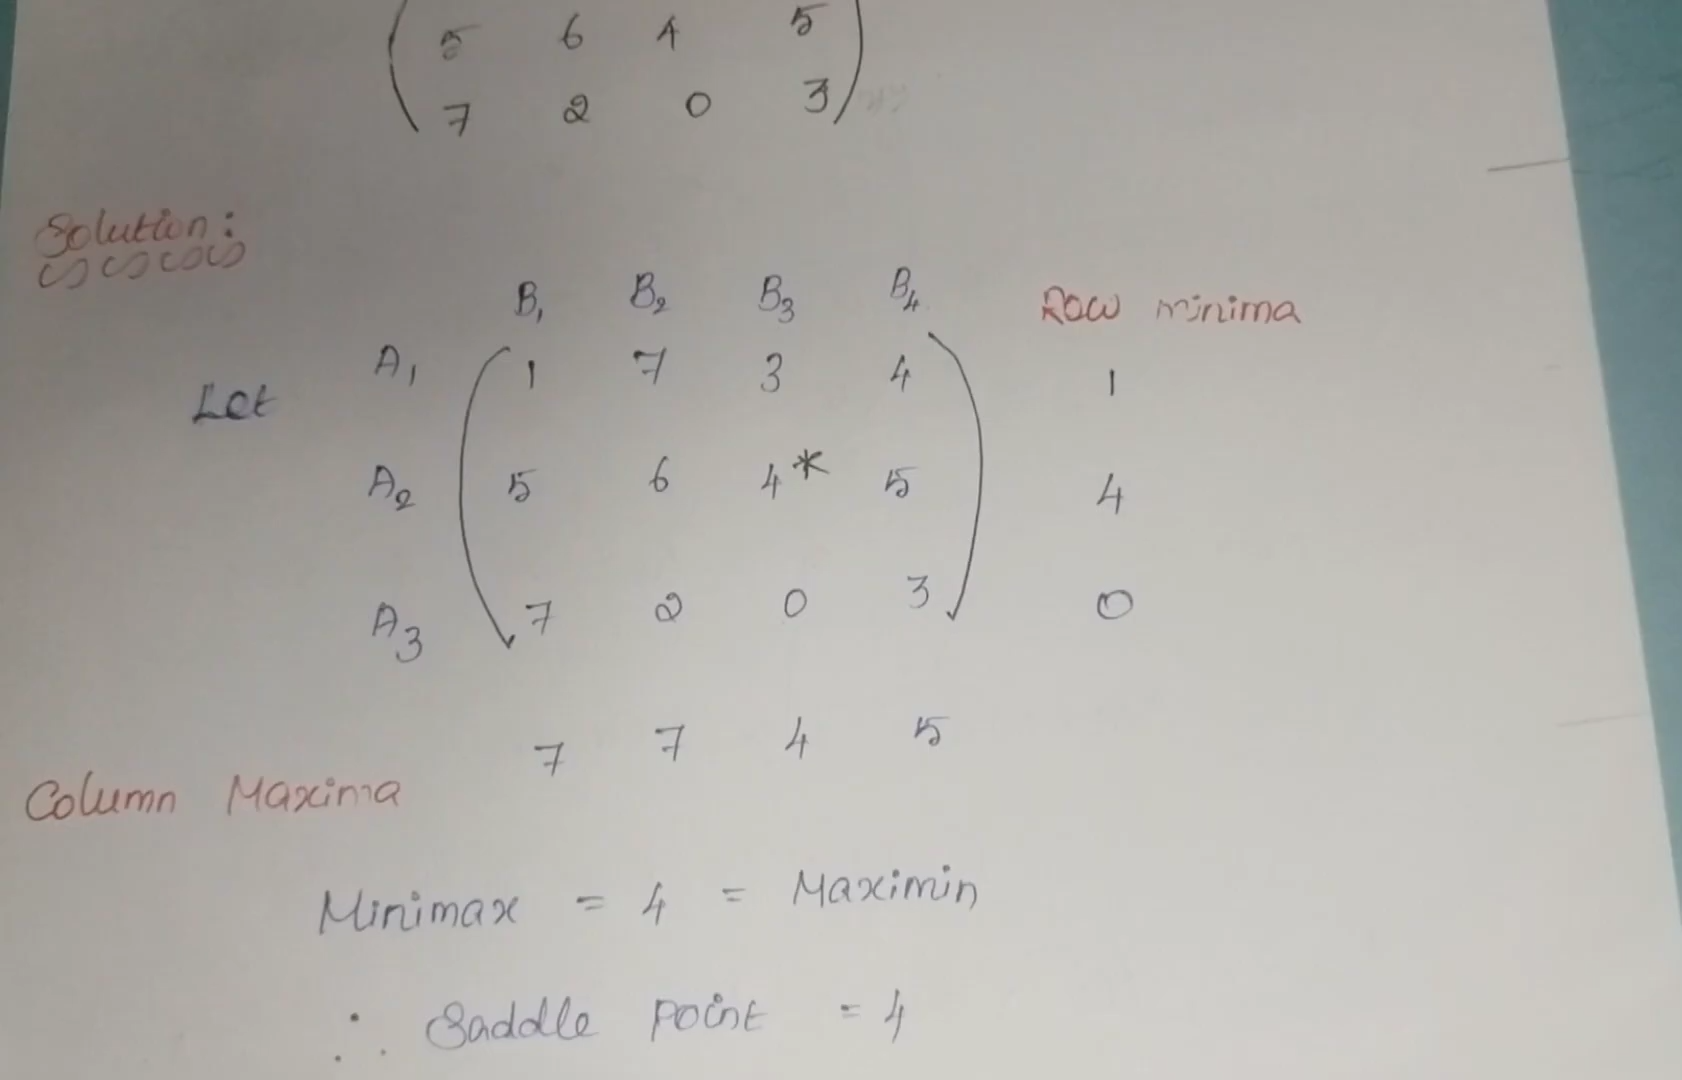 5 6 4 5
7 2 0 3
Solution:
B1 B2 B3 B4 Row minima
A1 1 7 3 4 1
Let
A2 5 6 4* 5 4
A3 7 2 0 3 0
7 7 4 5
Column Maxima
Minimax = 4 = Maximin
∴ Saddle point = 4